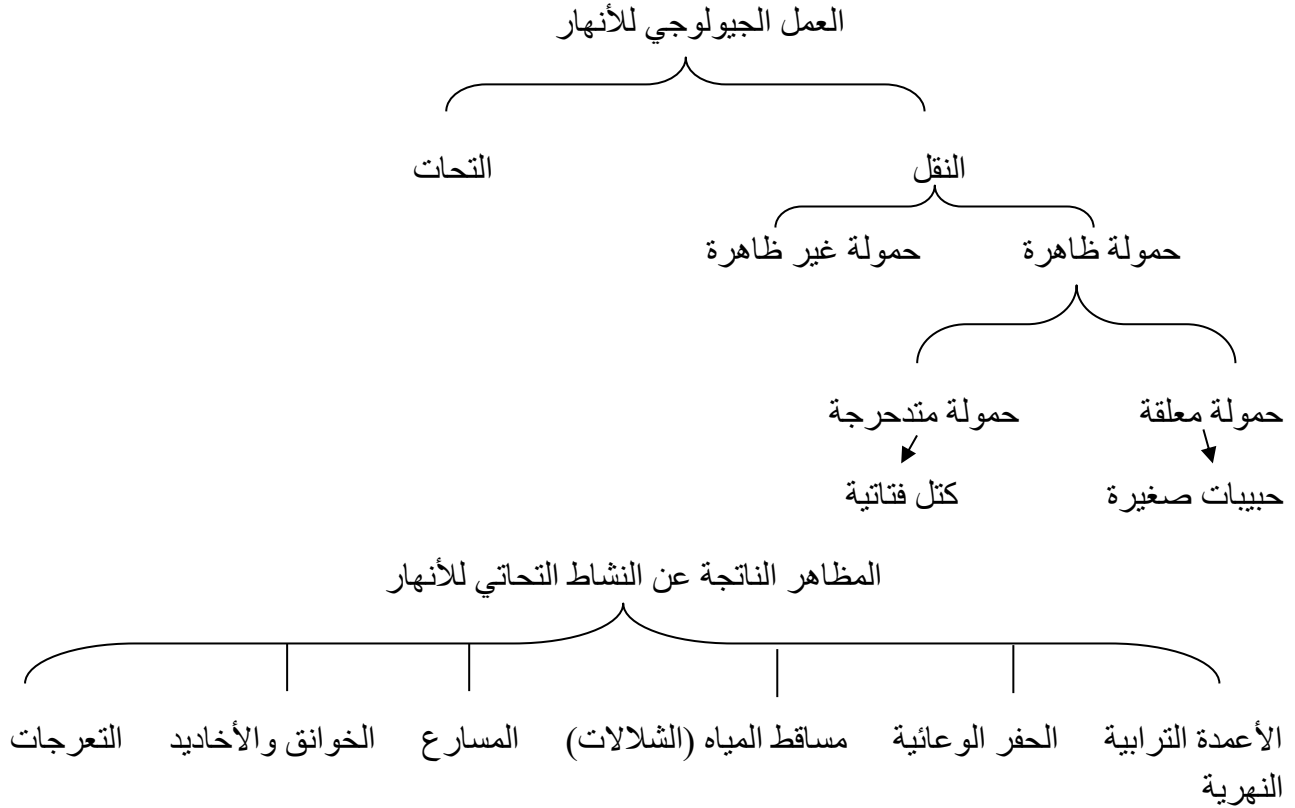 العمل الجيولوجي للأنهار
النقل التحات
حمولة ظاهرة حمولة غير ظاهرة
حمولة معلقة حمولة متدحرجة
حبيبات صغيرة كتل فتاتية
المظاهر الناتجة عن النشاط التحاتي للأنهار
الأعمدة الترابية الحفر الوعائية مساقط المياه (الشلالات) المسارع الخوانق والأخاديد التعرجات
النهرية